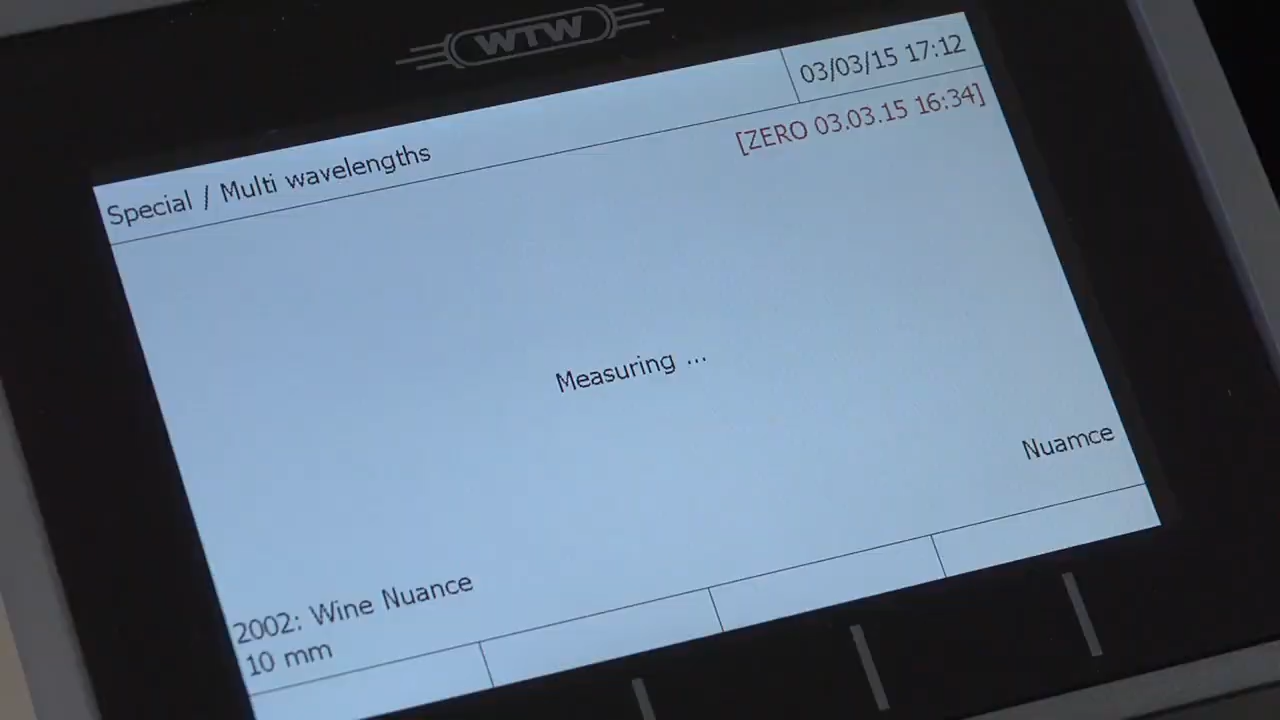 WTW
03/03/15 17:12
Special / Multi wavelengths
[ZERO 03.03.15 16:34]
Measuring ...
Nuamce
2002: Wine Nuance
10 mm